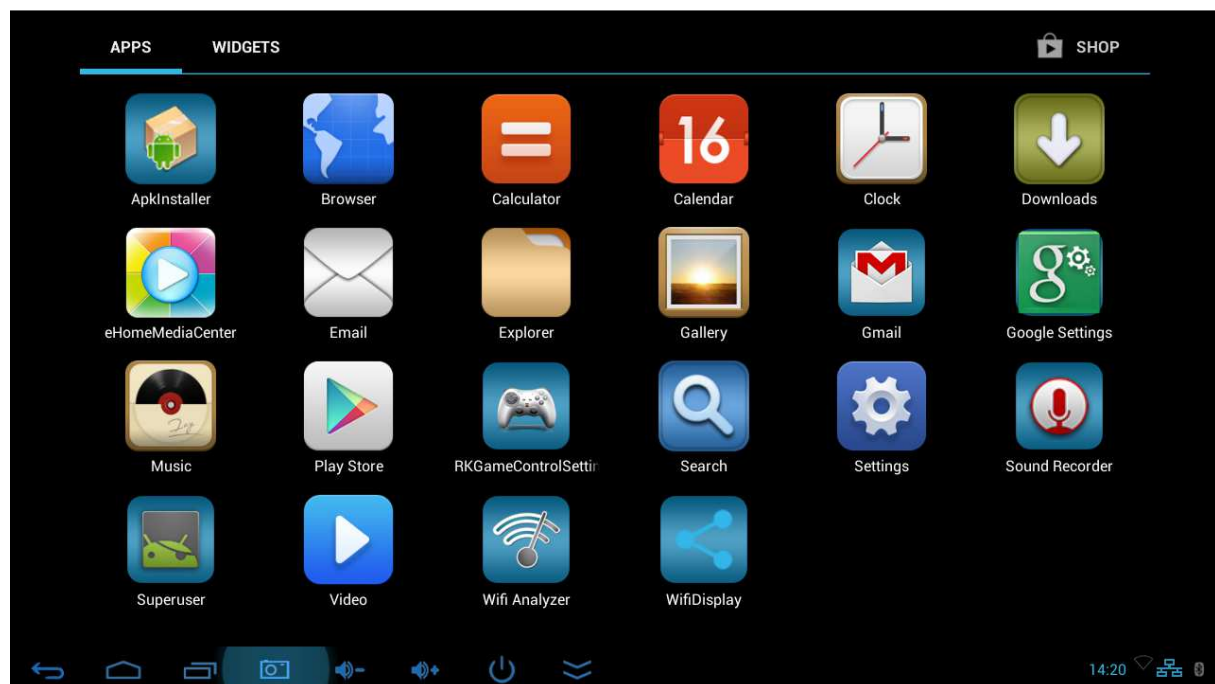 APPS WIDGETS SHOP
16
ApkInstaller Browser Calculator Calendar Clock Downloads
g
eHomeMediaCenter Email Explorer Gallery Gmail Google Settings
Music Play Store RKGameControlSettin Search Settings Sound Recorder
Superuser Video Wifi Analyzer WifiDisplay
14:20